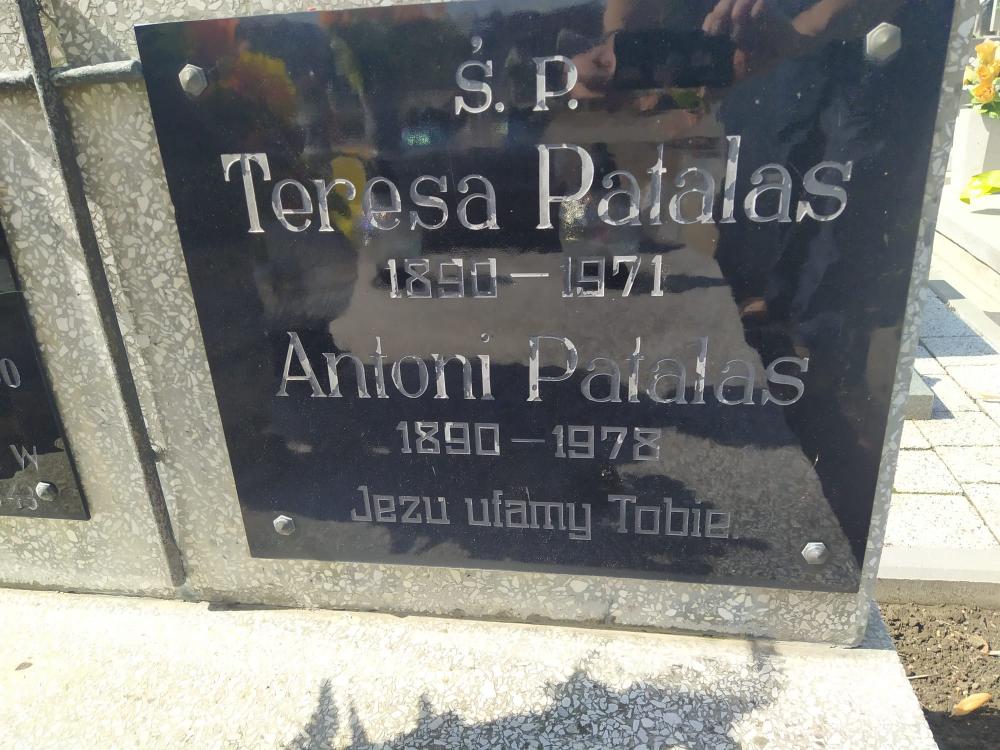 Ś. P.
Teresa Patalas
1890 – 1971
Antoni Patalas
1890 – 1978
Jezu ufamy Tobie.
W